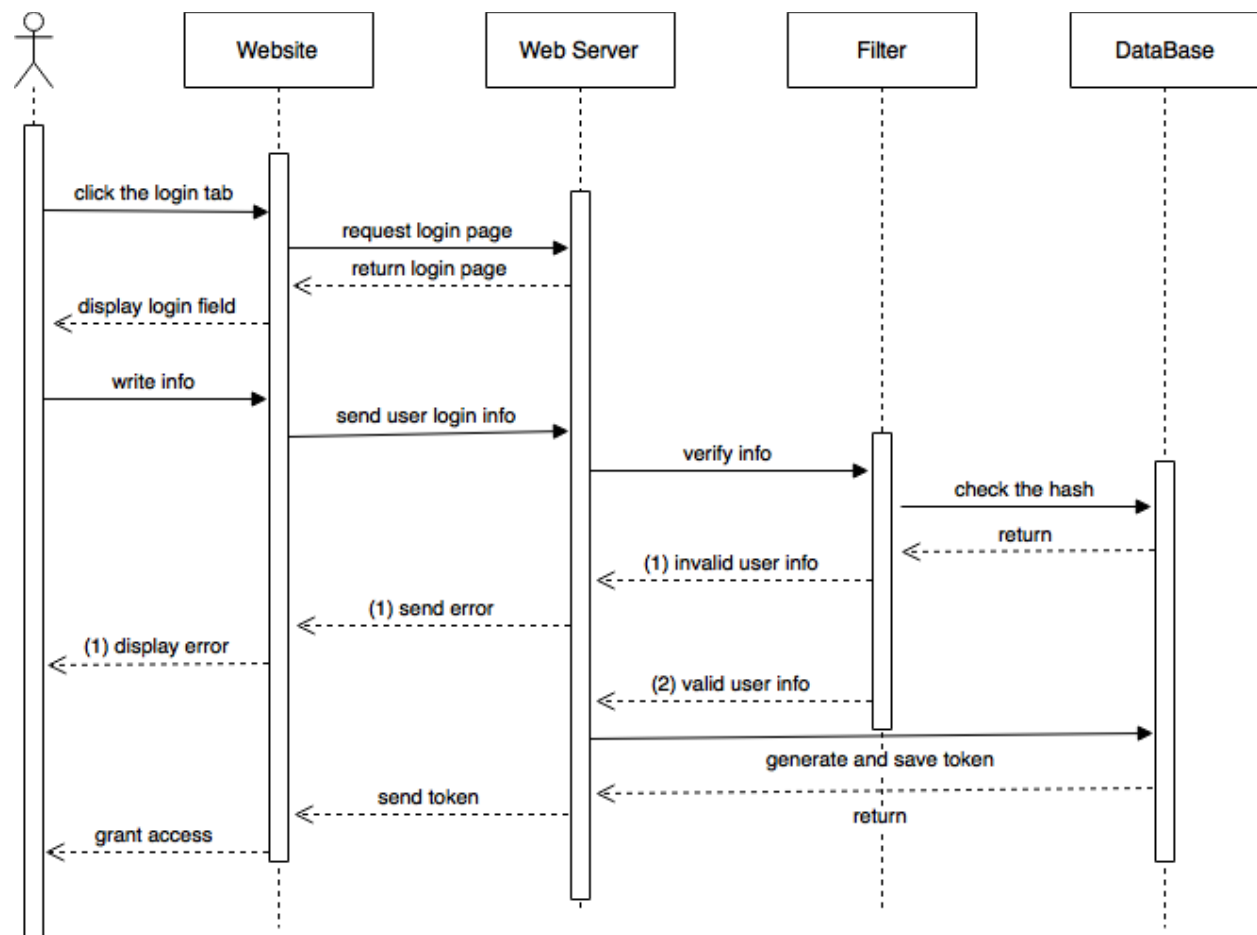 Website
Web Server
Filter
DataBase
click the login tab
request login page
return login page
display login field
write info
send user login info
verify info
check the hash
return
(1) invalid user info
(1) send error
(1) display error
(2) valid user info
generate and save token
send token
return
grant access